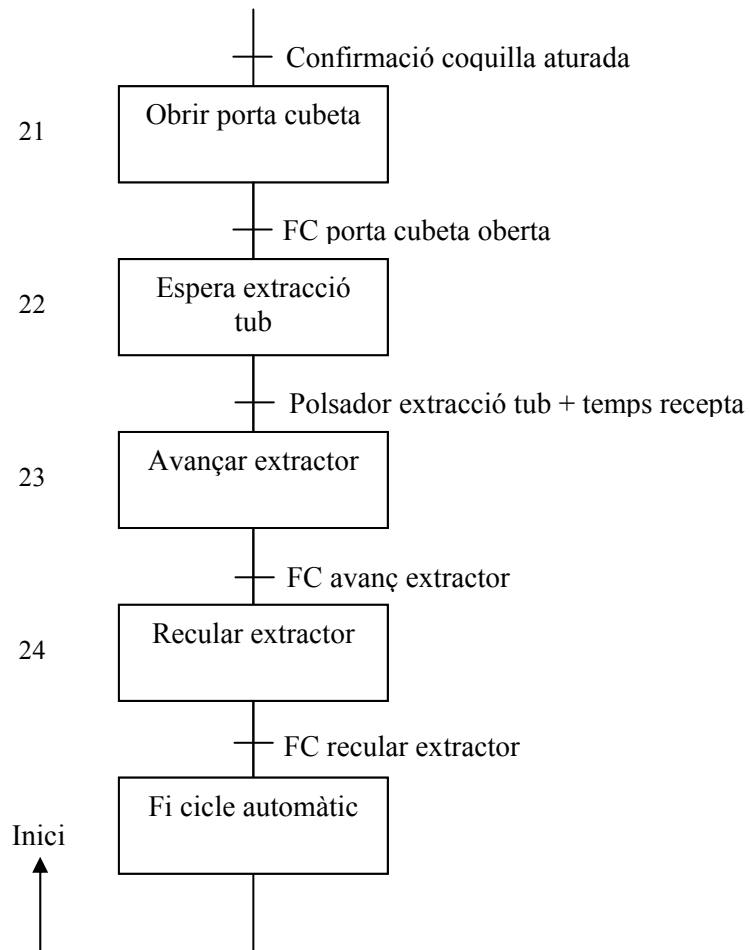 Confirmació coquilla aturada
21
Obrir porta cubeta
FC porta cubeta oberta
22
Espera extracció
tub
Polsador extracció tub + temps recepta
23
Avançar extractor
FC avanç extractor
24
Recular extractor
FC recular extractor
Fi cicle automàtic
Inici